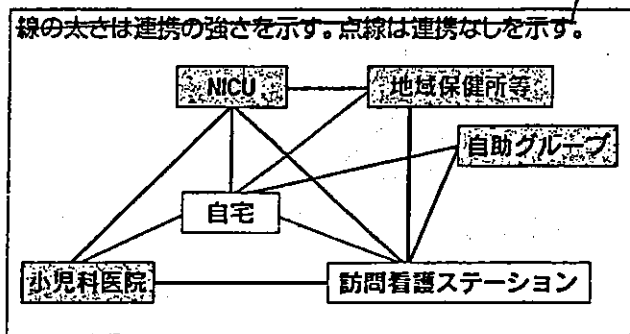 線の太さは連携の強さを示す。点線は連携なしを示す。
NICU
地域保健所等
自助グループ
自宅
小児科医院
訪問看護ステーション